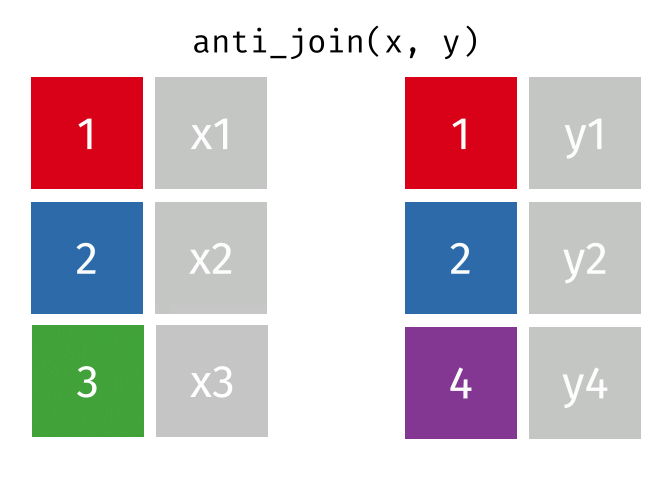 anti_join(x, y)
1 x1 1 y1
2 x2 2 y2
3 x3 4 y4